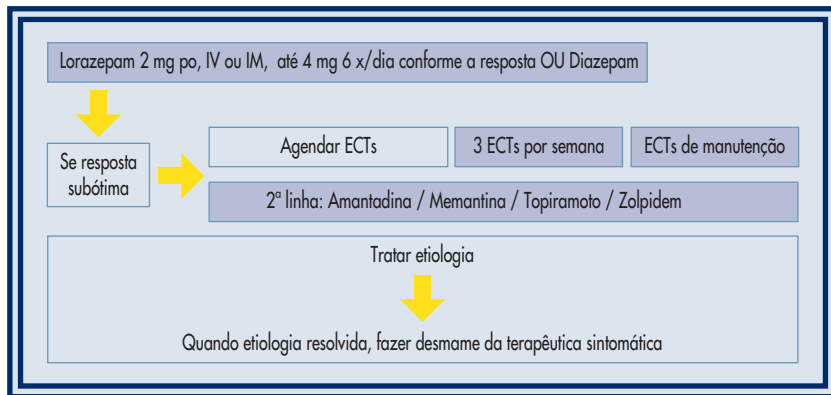 Lorazepam 2 mg po, IV ou IM, até 4 mg 6 x/dia conforme a resposta OU Diazepam
Se resposta
subótima
Agendar ECTs
3 ECTs por semana
ECTs de manutenção
2ª linha: Amantadina / Memantina / Topiramoto / Zolpidem
Tratar etiologia
Quando etiologia resolvida, fazer desmame da terapêutica sintomática